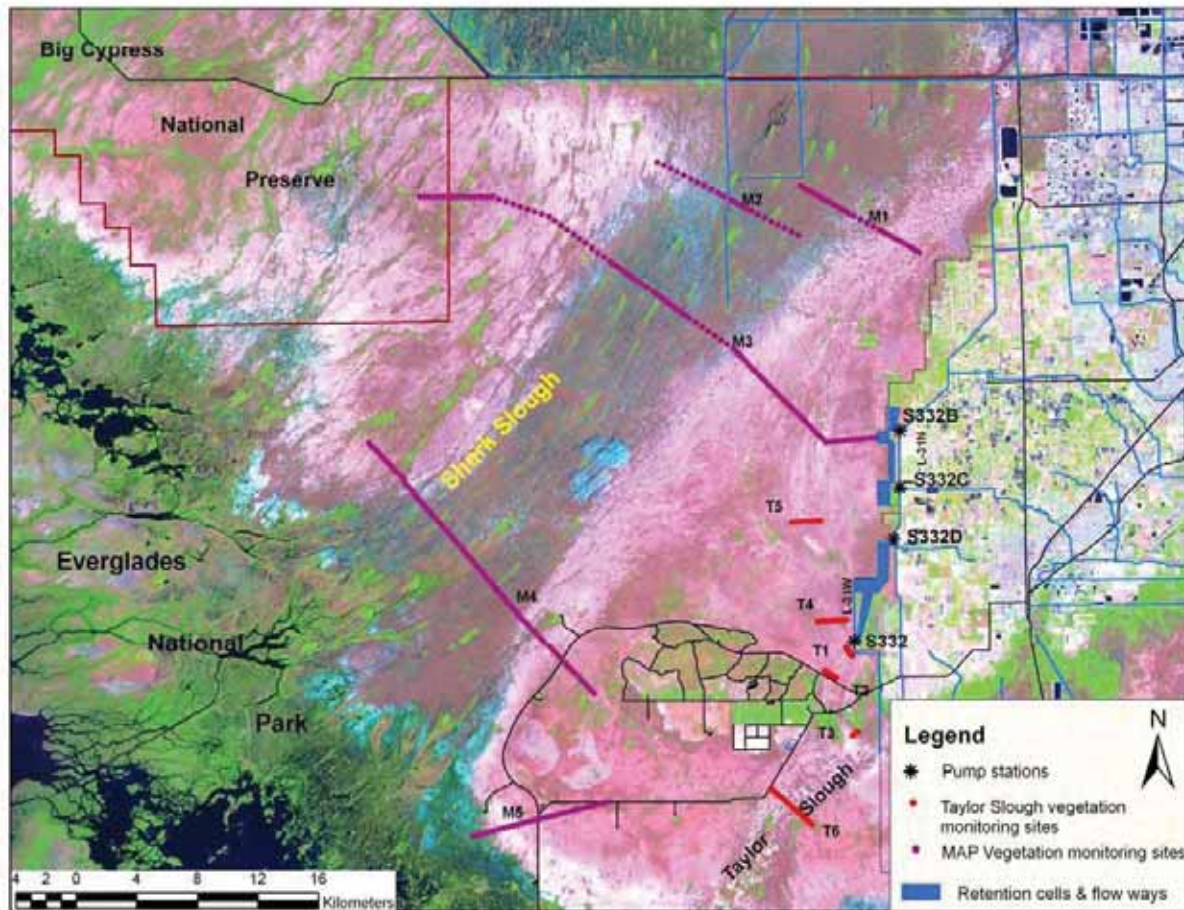 Big Cypress
National
Preserve
M2
M1
M3
Shark Slough
S332B
L-31N
S332C
T5
S332D
Everglades
M4
L-31W
T4
S332
National
T1
T2
Park
T3
Legend
N
Pump stations
Taylor Slough vegetation
monitoring sites
MAP Vegetation monitoring sites
Retention cells & flow ways
M5
T6
Taylor Slough
4 2 0 4 8 12 16
Kilometers